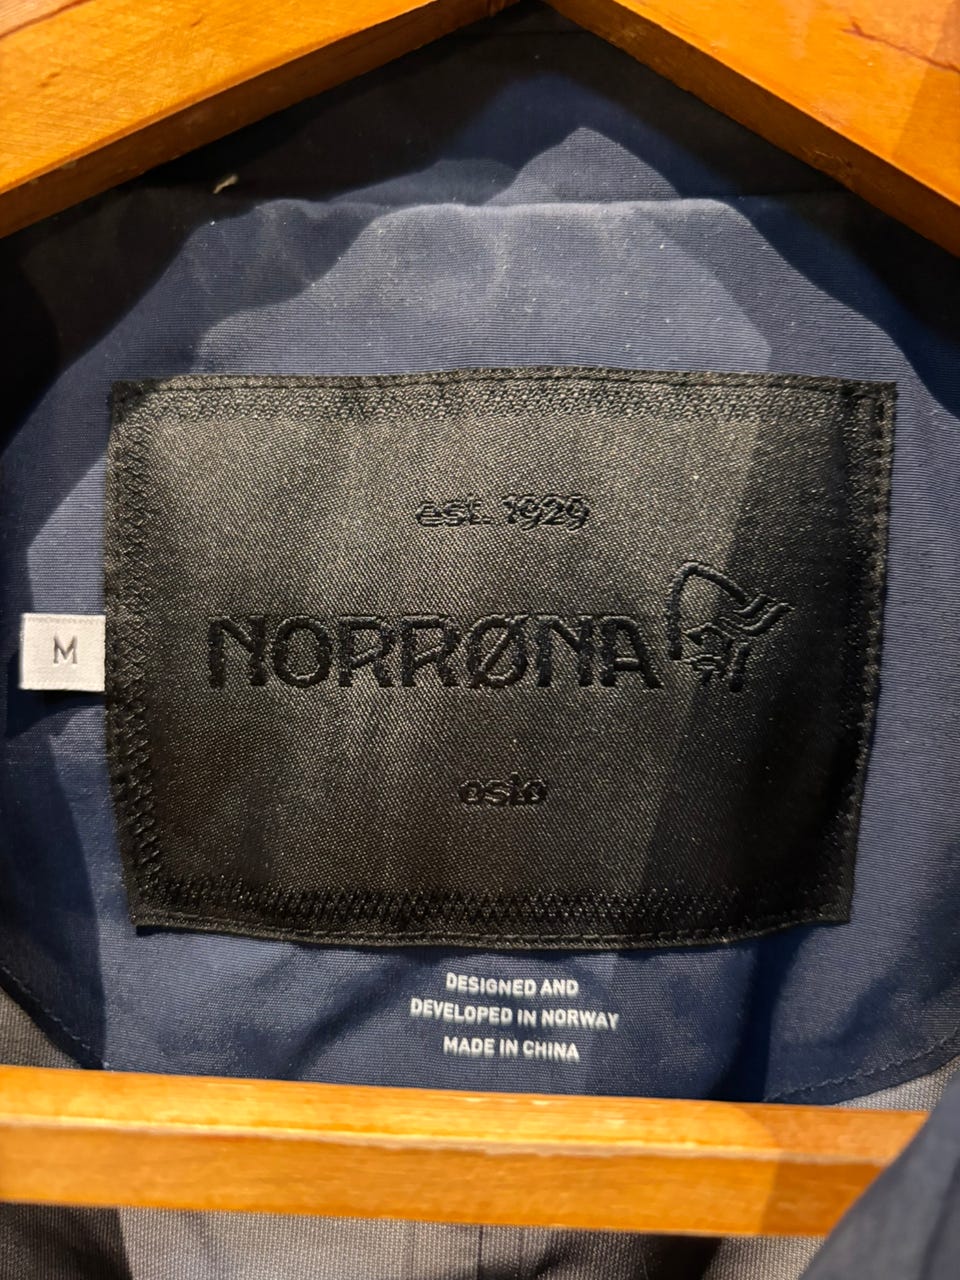 est. 1929
NORRØNA
M
oslo
DESIGNED AND
DEVELOPED IN NORWAY
MADE IN CHINA